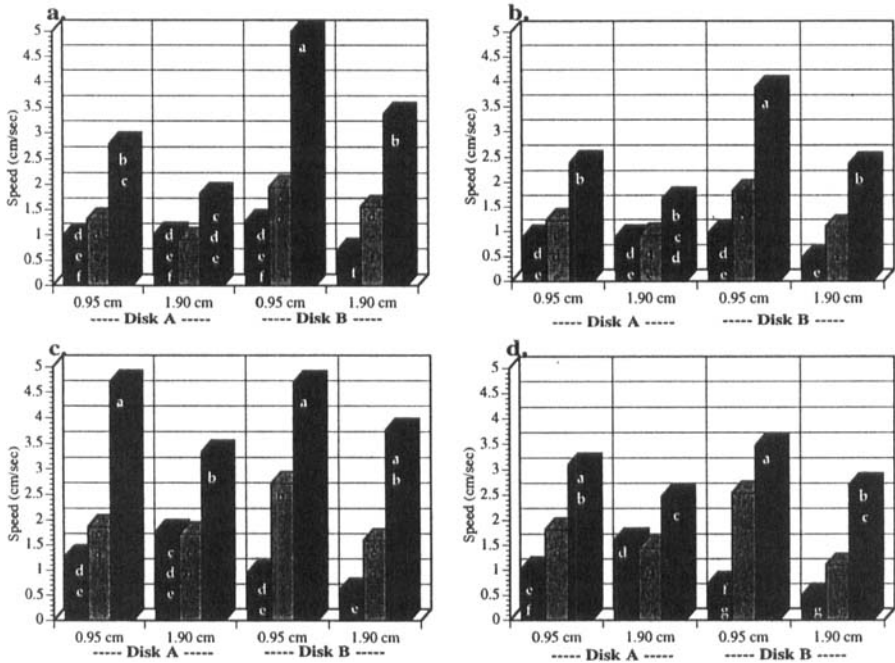 a.
Speed (cm/sec)
5
4.5
4
3.5
3
2.5
2
1.5
1
0.5
0
d
e
f
b
c
d
e
f
c
d
e
d
e
f
a
f
b
0.95 cm
1.90 cm
0.95 cm
1.90 cm
----- Disk A -----
----- Disk B -----
b.
Speed (cm/sec)
5
4.5
4
3.5
3
2.5
2
1.5
1
0.5
0
d
e
b
d
e
b
c
d
d
e
a
e
b
0.95 cm
1.90 cm
0.95 cm
1.90 cm
----- Disk A -----
----- Disk B -----
c.
Speed (cm/sec)
5
4.5
4
3.5
3
2.5
2
1.5
1
0.5
0
d
e
a
c
d
e
b
d
e
a
e
a
b
0.95 cm
1.90 cm
0.95 cm
1.90 cm
----- Disk A -----
----- Disk B -----
d.
Speed (cm/sec)
5
4.5
4
3.5
3
2.5
2
1.5
1
0.5
0
e
f
a
b
d
c
f
g
a
g
b
c
0.95 cm
1.90 cm
0.95 cm
1.90 cm
----- Disk A -----
----- Disk B -----